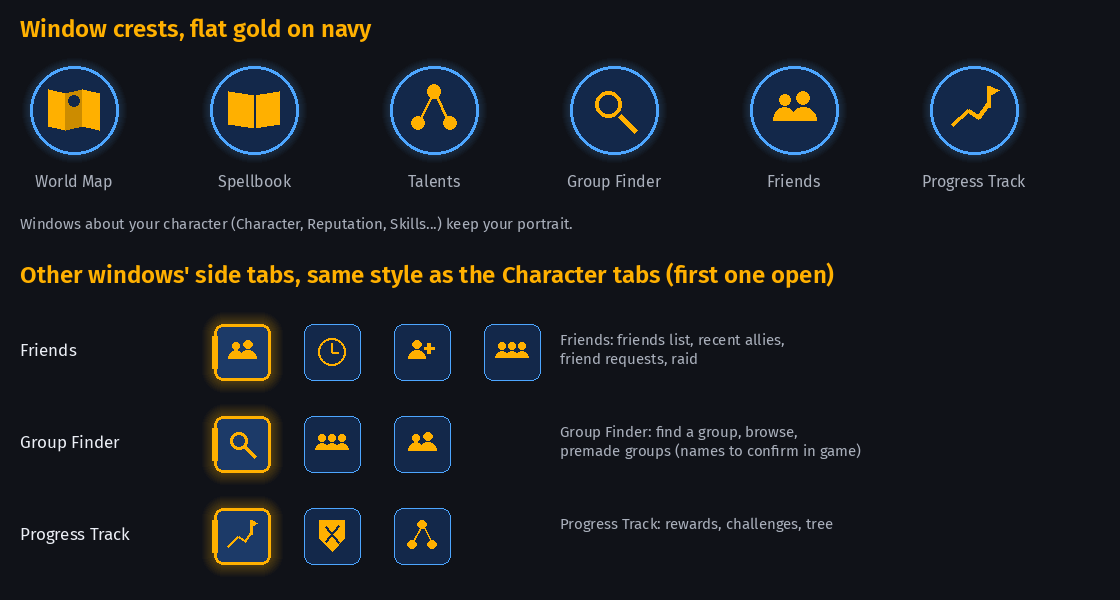 Window crests, flat gold on navy
World Map
Spellbook
Talents
Group Finder
Friends
Progress Track
Windows about your character (Character, Reputation, Skills...) keep your portrait.
Other windows' side tabs, same style as the Character tabs (first one open)
Friends
Friends: friends list, recent allies,
friend requests, raid
Group Finder
Group Finder: find a group, browse,
premade groups (names to confirm in game)
Progress Track
Progress Track: rewards, challenges, tree